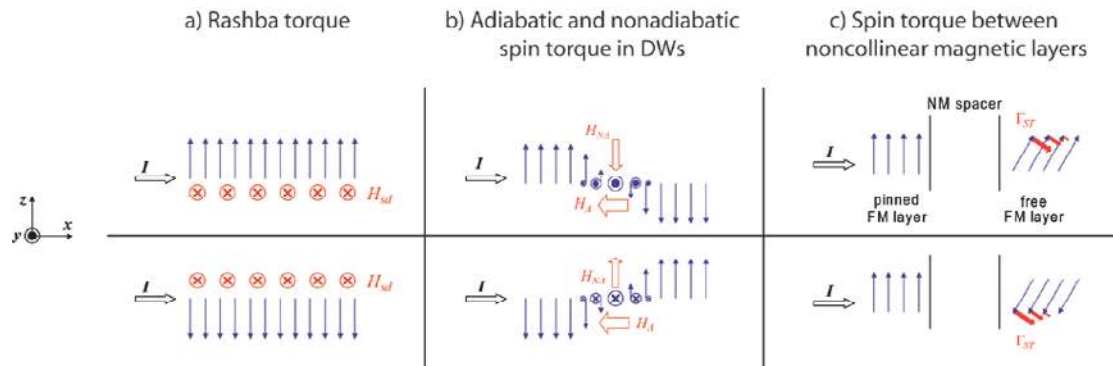 a) Rashba torque
b) Adiabatic and nonadiabatic
spin torque in DWs
c) Spin torque between
noncollinear magnetic layers
I
H_sd
I
H_NA
H_A
NM spacer
I
Γ_ST
pinned
FM layer
free
FM layer
z
x
y
I
H_sd
I
H_NA
H_A
I
Γ_ST